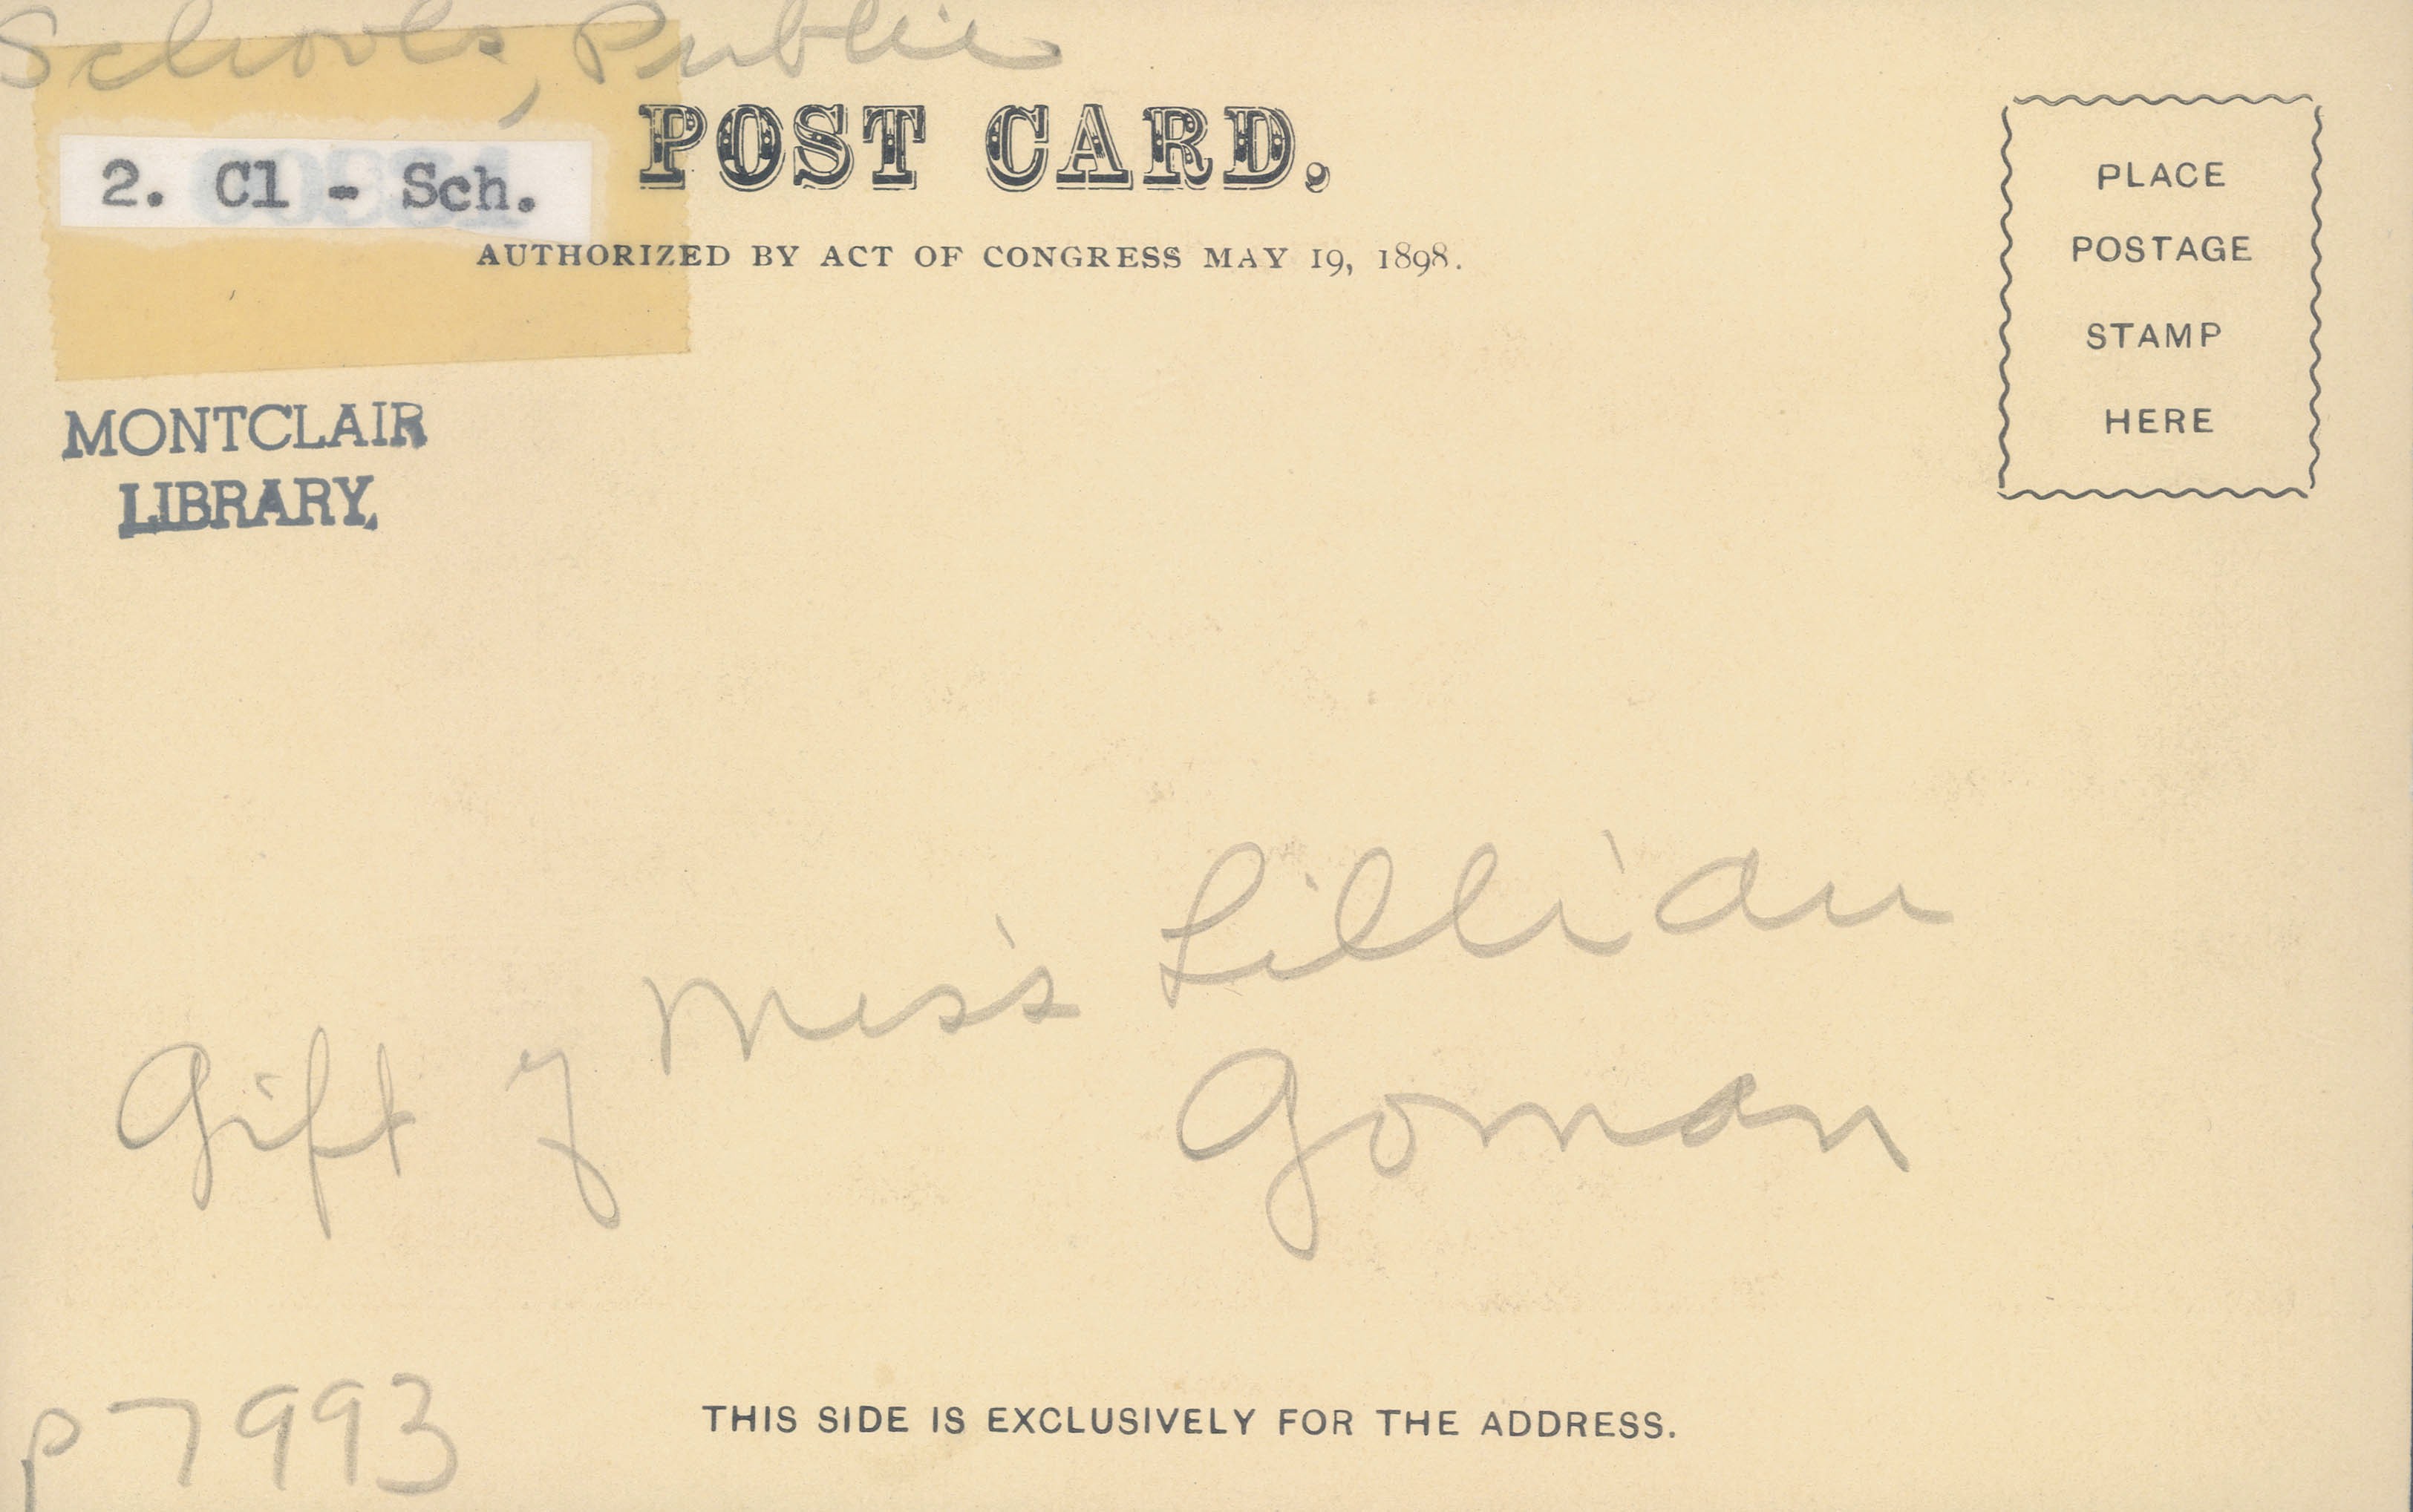 Schools, Public
2. Cl - Sch.
POST CARD.
AUTHORIZED BY ACT OF CONGRESS MAY 19, 1898.
PLACE
POSTAGE
STAMP
HERE
MONTCLAIR
LIBRARY.
Gift of Miss Lillian
Goman
p7993
THIS SIDE IS EXCLUSIVELY FOR THE ADDRESS.